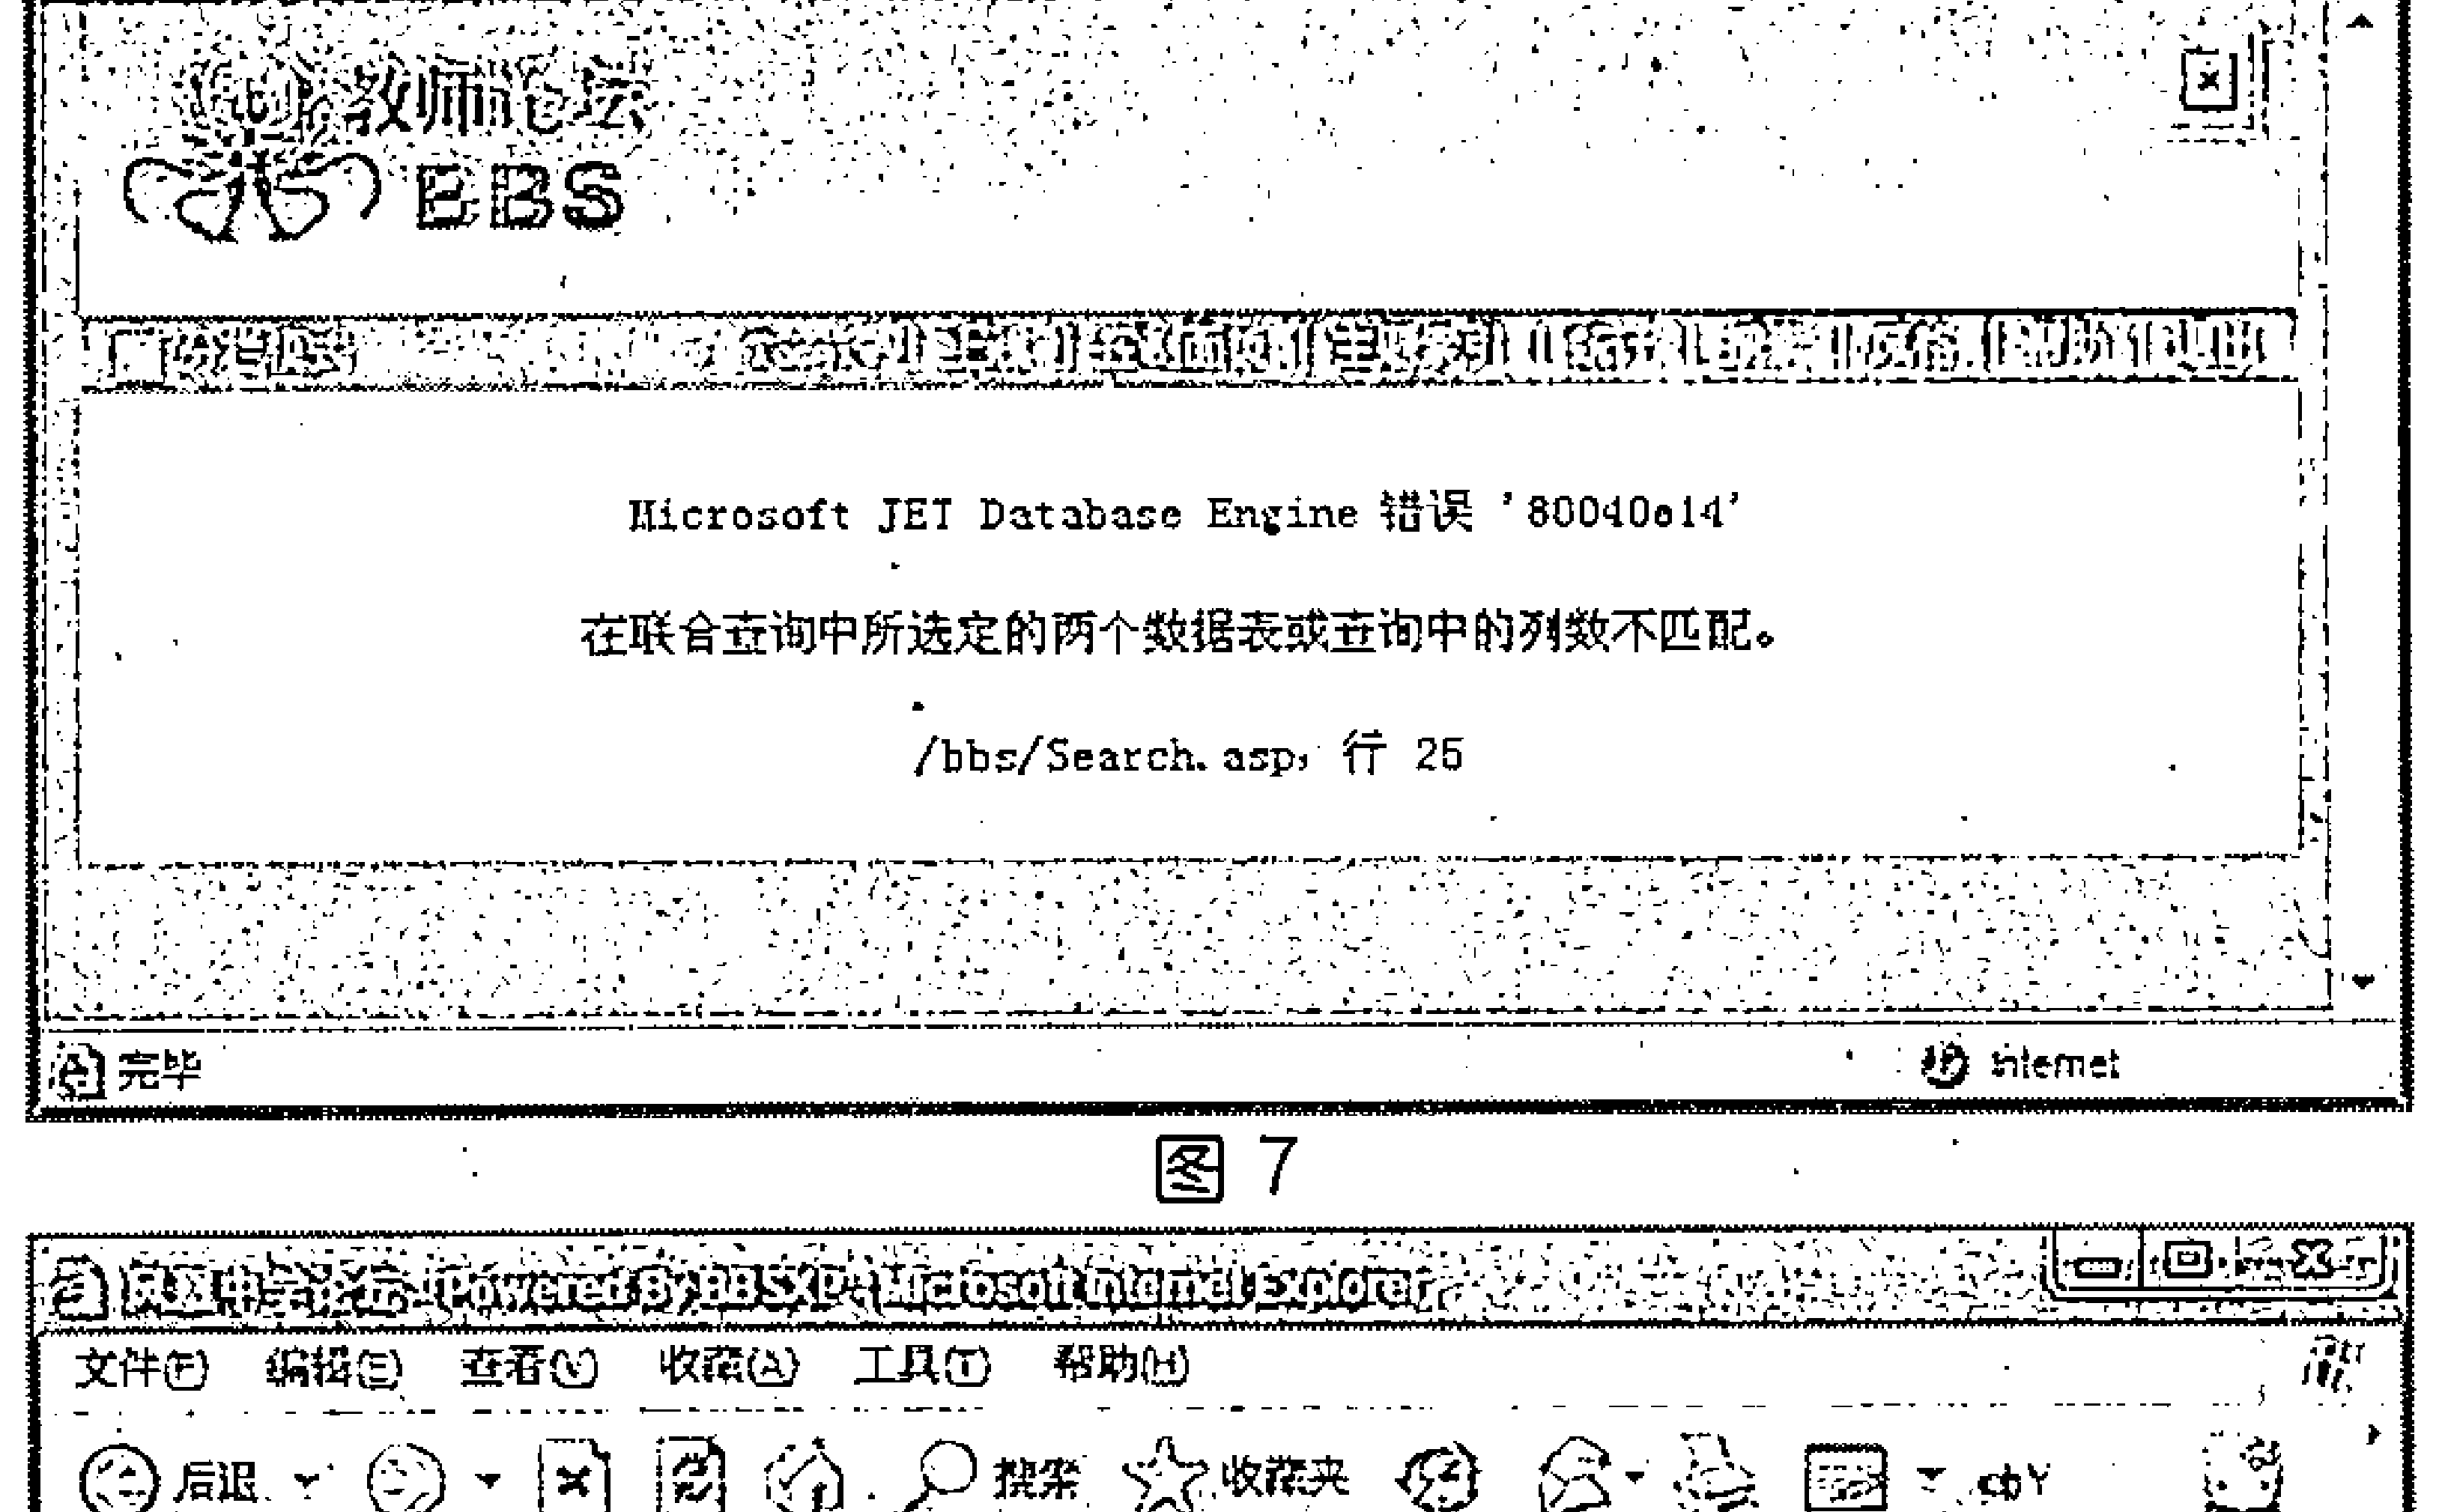 教师论坛
BBS
Microsoft JET Database Engine 错误 '80040e14'
在联合查询中所选定的两个数据表或查询中的列数不匹配。
/bbs/Search.asp, 行 25
完毕 Internet
图 7
论坛 - Powered By BBSXP - Microsoft Internet Explorer
文件(F) 编辑(E) 查看(V) 收藏(A) 工具(T) 帮助(H)
后退 搜索 收藏夹